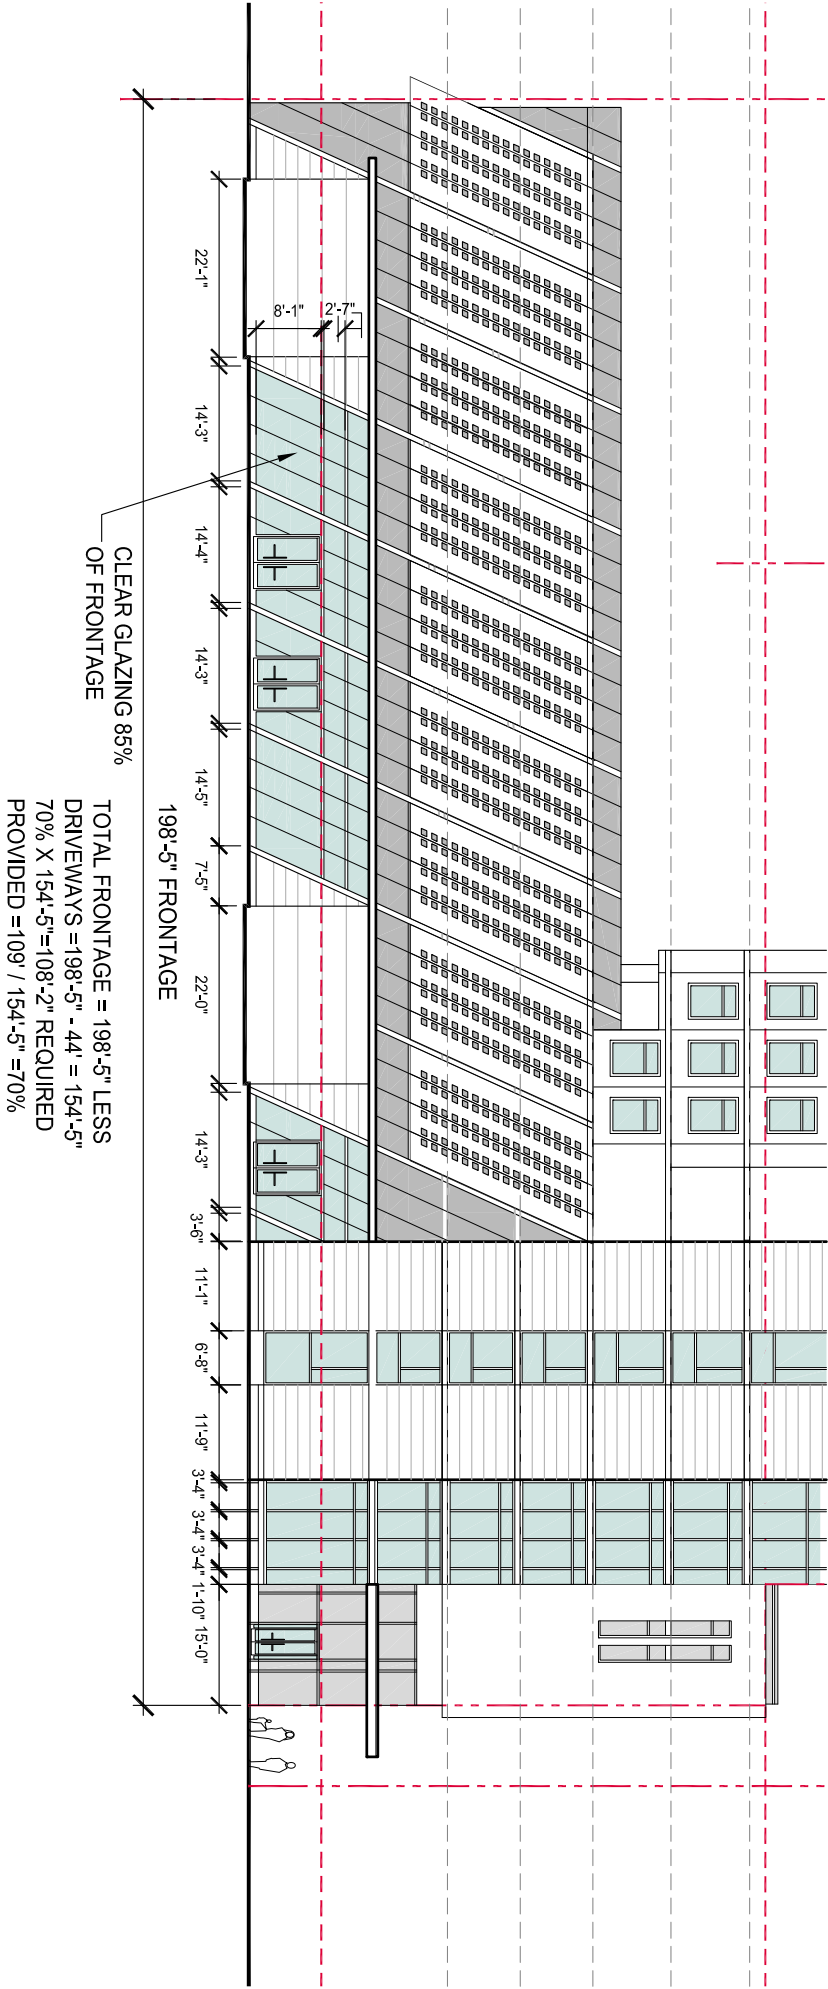 8'-1"
2'-7"
22'-1"
14'-3"
14'-4"
14'-3"
14'-5"
7'-5"
22'-0"
14'-3"
3'-6"
11'-1"
6'-8"
11'-9"
3'-4"
3'-4"
3'-4"
1'-10"
15'-0"
198'-5" FRONTAGE
CLEAR GLAZING 85%
OF FRONTAGE
TOTAL FRONTAGE = 198'-5" LESS
DRIVEWAYS =198'-5" - 44' = 154'-5"
70% X 154'-5"=108'-2" REQUIRED
PROVIDED =109' / 154'-5" =70%